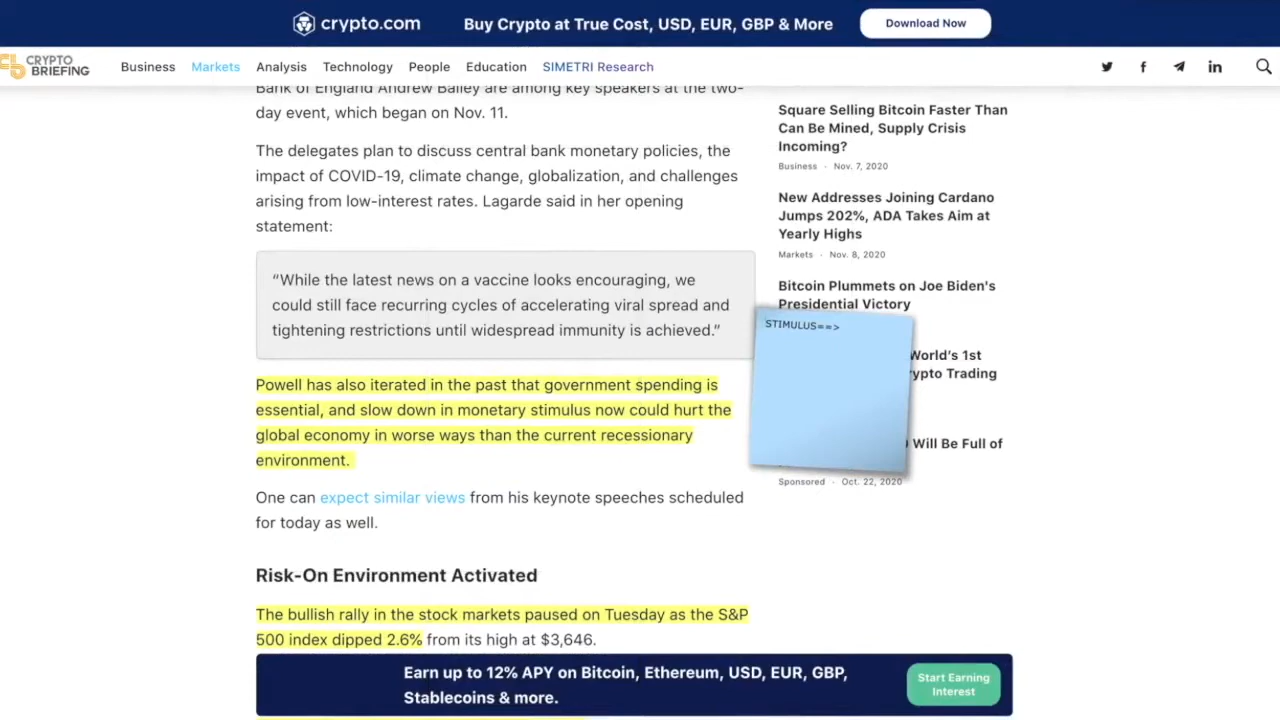 crypto.com
Buy Crypto at True Cost, USD, EUR, GBP & More
Download Now
CRYPTO
BRIEFING
Business
Markets
Analysis
Technology
People
Education
SIMETRI Research
Bank of England Andrew Bailey are among key speakers at the two-
day event, which began on Nov. 11.
The delegates plan to discuss central bank monetary policies, the
impact of COVID-19, climate change, globalization, and challenges
arising from low-interest rates. Lagarde said in her opening
statement:
“While the latest news on a vaccine looks encouraging, we
could still face recurring cycles of accelerating viral spread and
tightening restrictions until widespread immunity is achieved.”
Powell has also iterated in the past that government spending is
essential, and slow down in monetary stimulus now could hurt the
global economy in worse ways than the current recessionary
environment.
One can expect similar views from his keynote speeches scheduled
for today as well.
Risk-On Environment Activated
The bullish rally in the stock markets paused on Tuesday as the S&P
500 index dipped 2.6% from its high at $3,646.
Square Selling Bitcoin Faster Than
Can Be Mined, Supply Crisis
Incoming?
Business - Nov. 7, 2020
New Addresses Joining Cardano
Jumps 202%, ADA Takes Aim at
Yearly Highs
Markets - Nov. 8, 2020
Bitcoin Plummets on Joe Biden's
Presidential Victory
STIMULUS==>
World's 1st
Trading
Will Be Full of
Sponsored - Oct. 22, 2020
Earn up to 12% APY on Bitcoin, Ethereum, USD, EUR, GBP,
Stablecoins & more.
Start Earning
Interest